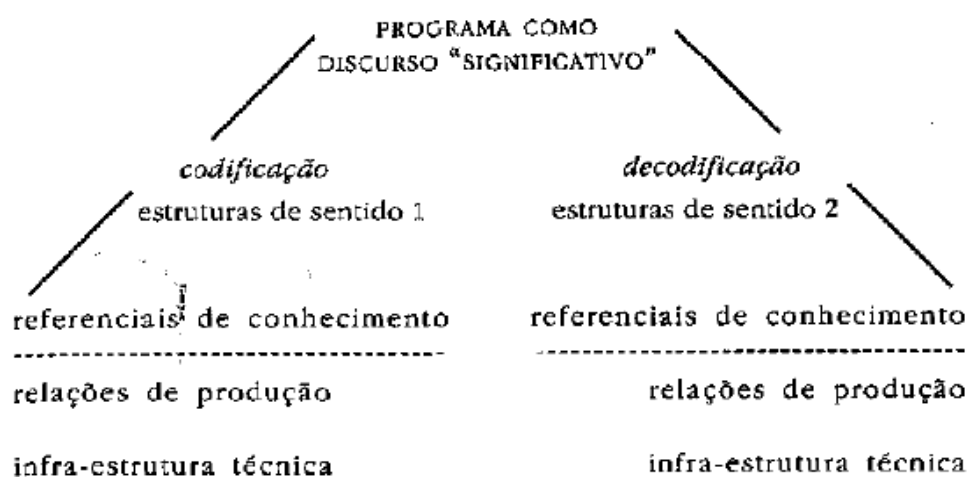 PROGRAMA COMO
DISCURSO "SIGNIFICATIVO"
codificação
estruturas de sentido 1
decodificação
estruturas de sentido 2
referenciais de conhecimento
relações de produção
infra-estrutura técnica
referenciais de conhecimento
relações de produção
infra-estrutura técnica